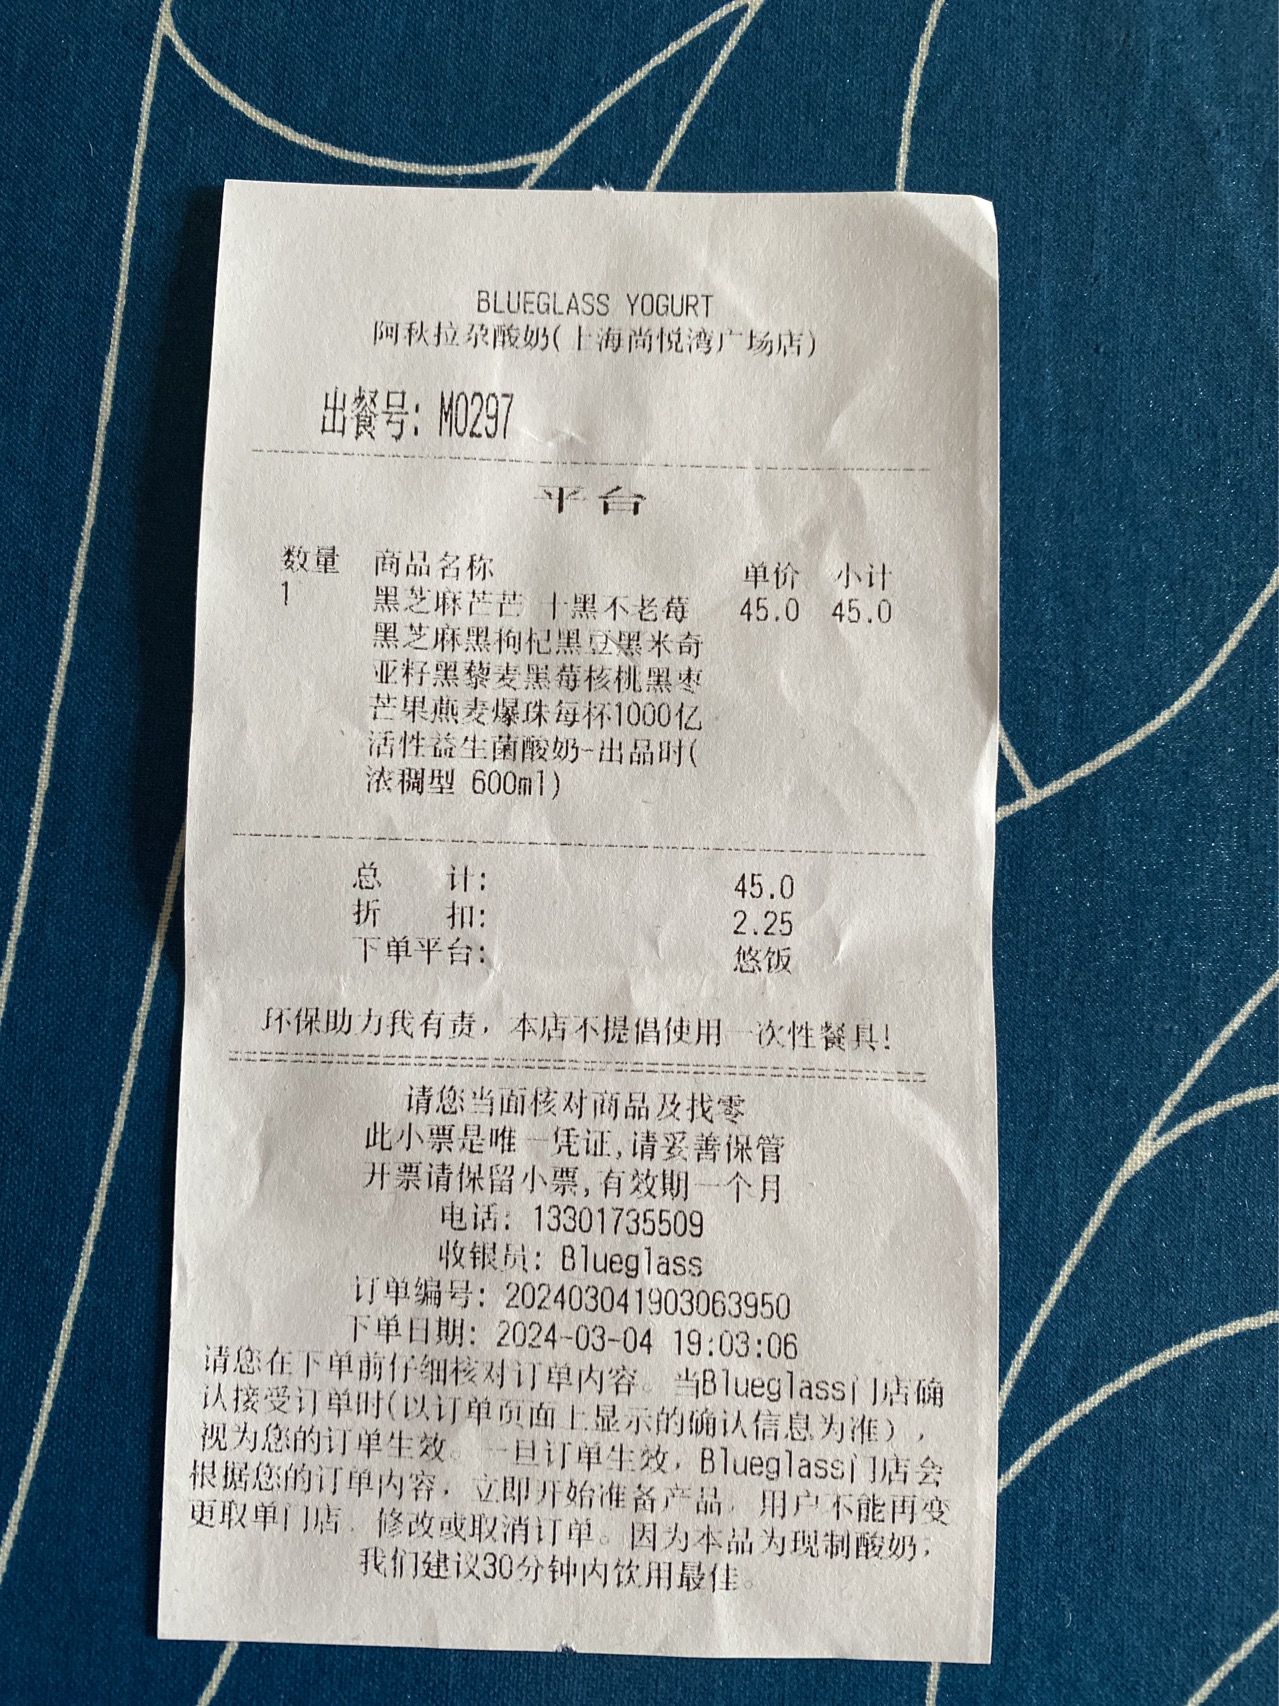 BLUEGLASS YOGURT
阿秋拉尕酸奶(上海尚悦湾广场店)
出餐号: M0297
平台
数量 商品名称 单价 小计
1 黑芝麻芒芒 十黑不老莓 45.0 45.0
黑芝麻黑枸杞黑豆黑米奇
亚籽黑藜麦黑莓核桃黑枣
芒果燕麦爆珠每杯1000亿
活性益生菌酸奶-出品时(
浓稠型 600ml)
总 计: 45.0
折 扣: 2.25
下单平台: 悠饭
环保助力我有责，本店不提倡使用一次性餐具!
请您当面核对商品及找零
此小票是唯一凭证,请妥善保管
开票请保留小票,有效期一个月
电话: 13301735509
收银员: Blueglass
订单编号: 202403041903063950
下单日期: 2024-03-04 19:03:06
请您在下单前仔细核对订单内容。当Blueglass门店确
认接受订单时(以订单页面上显示的确认信息为准)，
视为您的订单生效。一旦订单生效，Blueglass门店会
根据您的订单内容，立即开始准备产品，用户不能再变
更取单门店、修改或取消订单。因为本品为现制酸奶，
我们建议30分钟内饮用最佳。